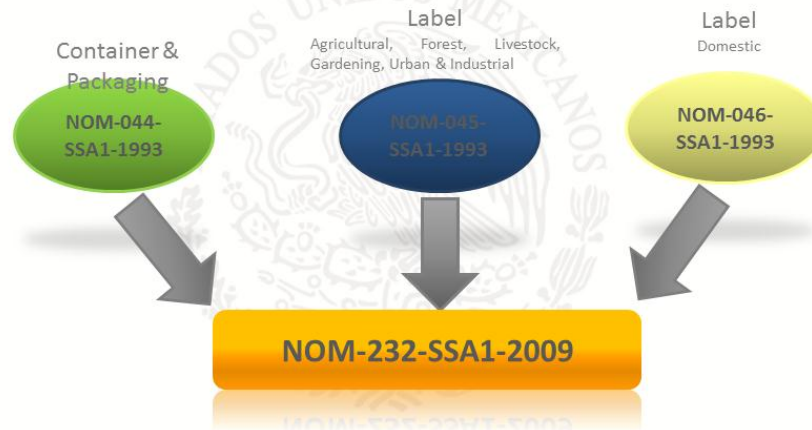 Container &
Packaging
NOM-044-
SSA1-1993
Label
Agricultural, Forest, Livestock,
Gardening, Urban & Industrial
NOM-045-
SSA1-1993
Label
Domestic
NOM-046-
SSA1-1993
NOM-232-SSA1-2009